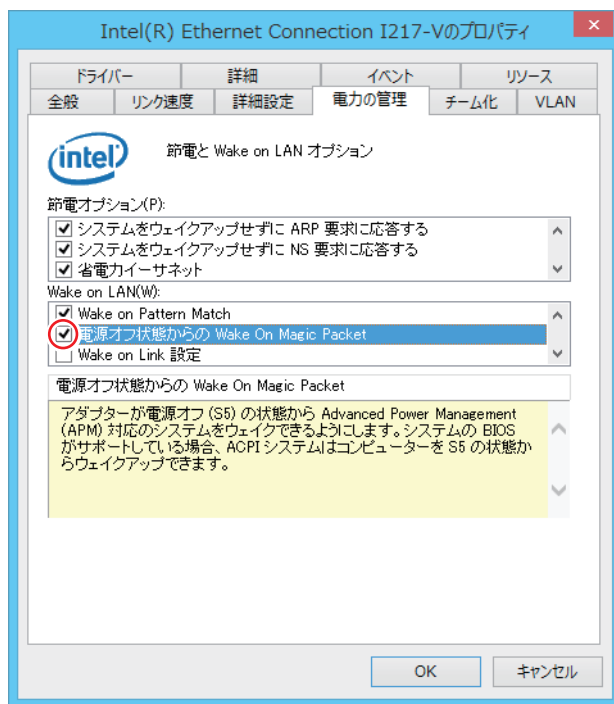 Intel(R) Ethernet Connection I217-Vのプロパティ
ドライバー 詳細 イベント リソース
全般 リンク速度 詳細設定 電力の管理 チーム化 VLAN
intel 節電と Wake on LAN オプション
節電オプション(P):
システムをウェイクアップせずに ARP 要求に応答する
システムをウェイクアップせずに NS 要求に応答する
省電力イーサネット
Wake on LAN(W):
Wake on Pattern Match
電源オフ状態からの Wake On Magic Packet
Wake on Link 設定
電源オフ状態からの Wake On Magic Packet
アダプターが電源オフ (S5) の状態から Advanced Power Management
(APM) 対応のシステムをウェイクできるようにします。システムの BIOS
がサポートしている場合、ACPI システムはコンピューターを S5 の状態か
らウェイクアップできます。
OK キャンセル